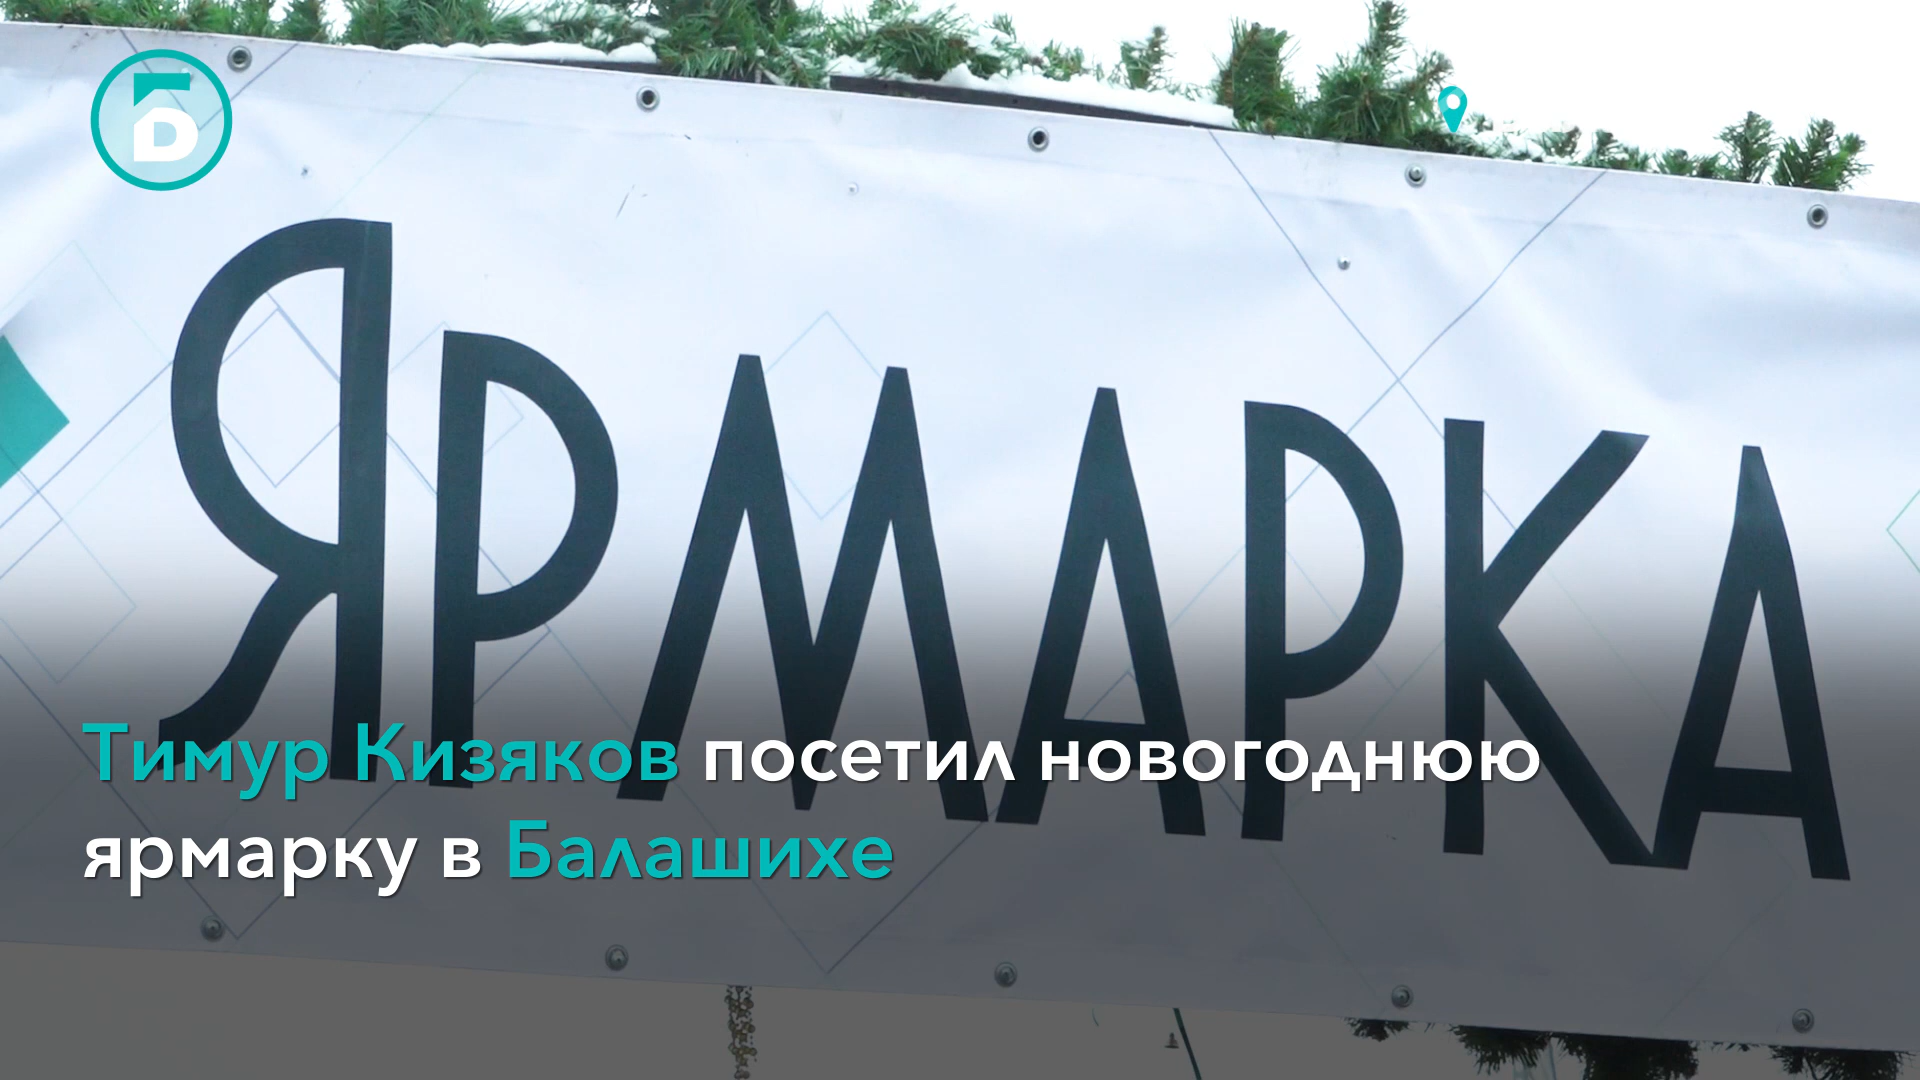 Б
ЯРМАРКА
Тимур Кизяков посетил новогоднюю
ярмарку в Балашихе